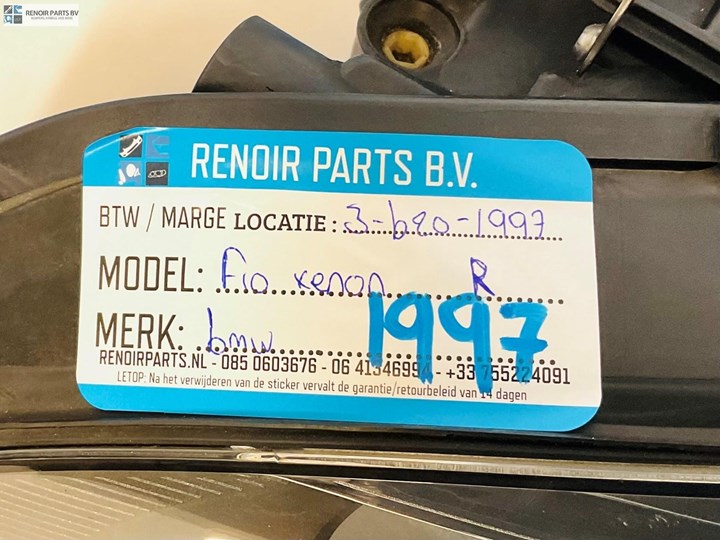 RENOIR PARTS BV
RENOIR PARTS B.V.
BTW / MARGE LOCATIE: 3-b20-1997
MODEL: F10 xenon R
MERK: bmw 1997
RENOIRPARTS.NL - 085 0603676 - 06 41346994 - +33 755224091
LETOP: Na het verwijderen van de sticker vervalt de garantie/retourbeleid van 14 dagen